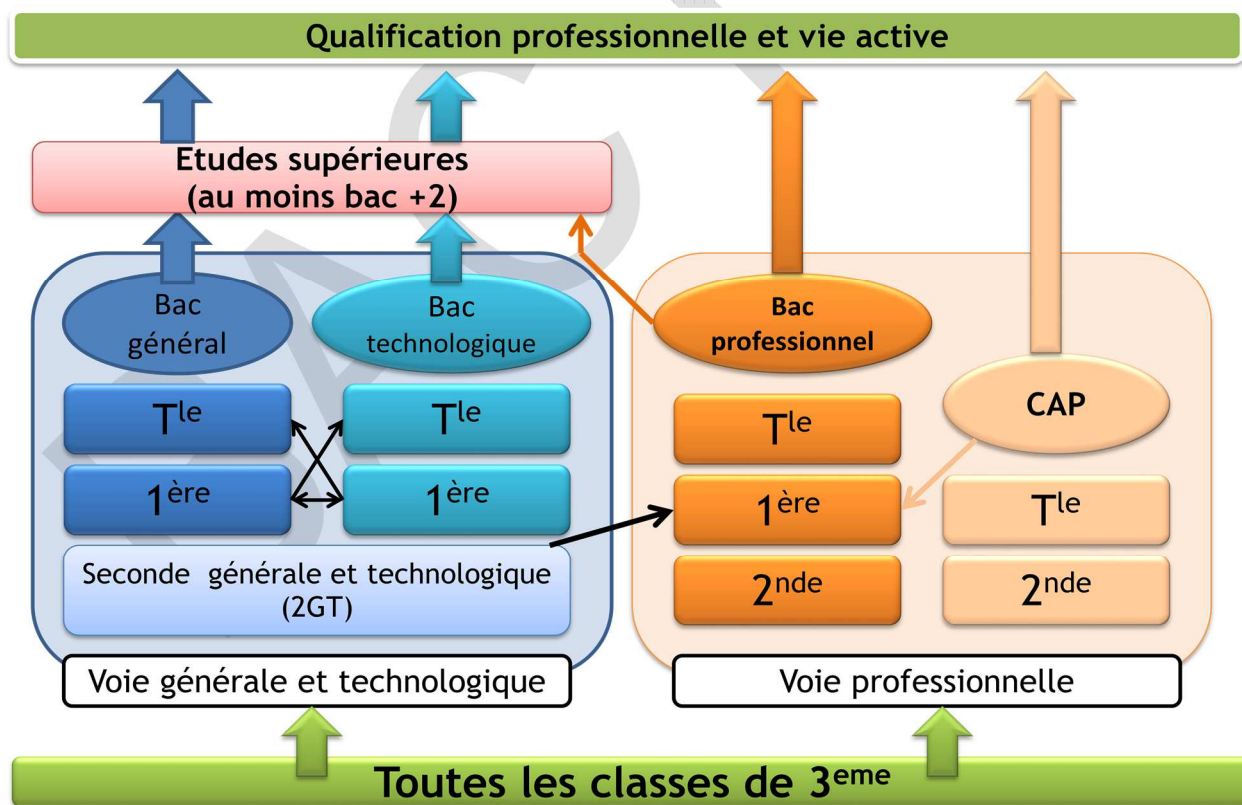 Qualification professionnelle et vie active
Etudes supérieures
(au moins bac +2)
Bac
général
Bac
technologique
Bac
professionnel
CAP
Tle
Tle
Tle
1ère
1ère
1ère
Tle
Seconde générale et technologique
(2GT)
2nde
2nde
Voie générale et technologique
Voie professionnelle
Toutes les classes de 3eme